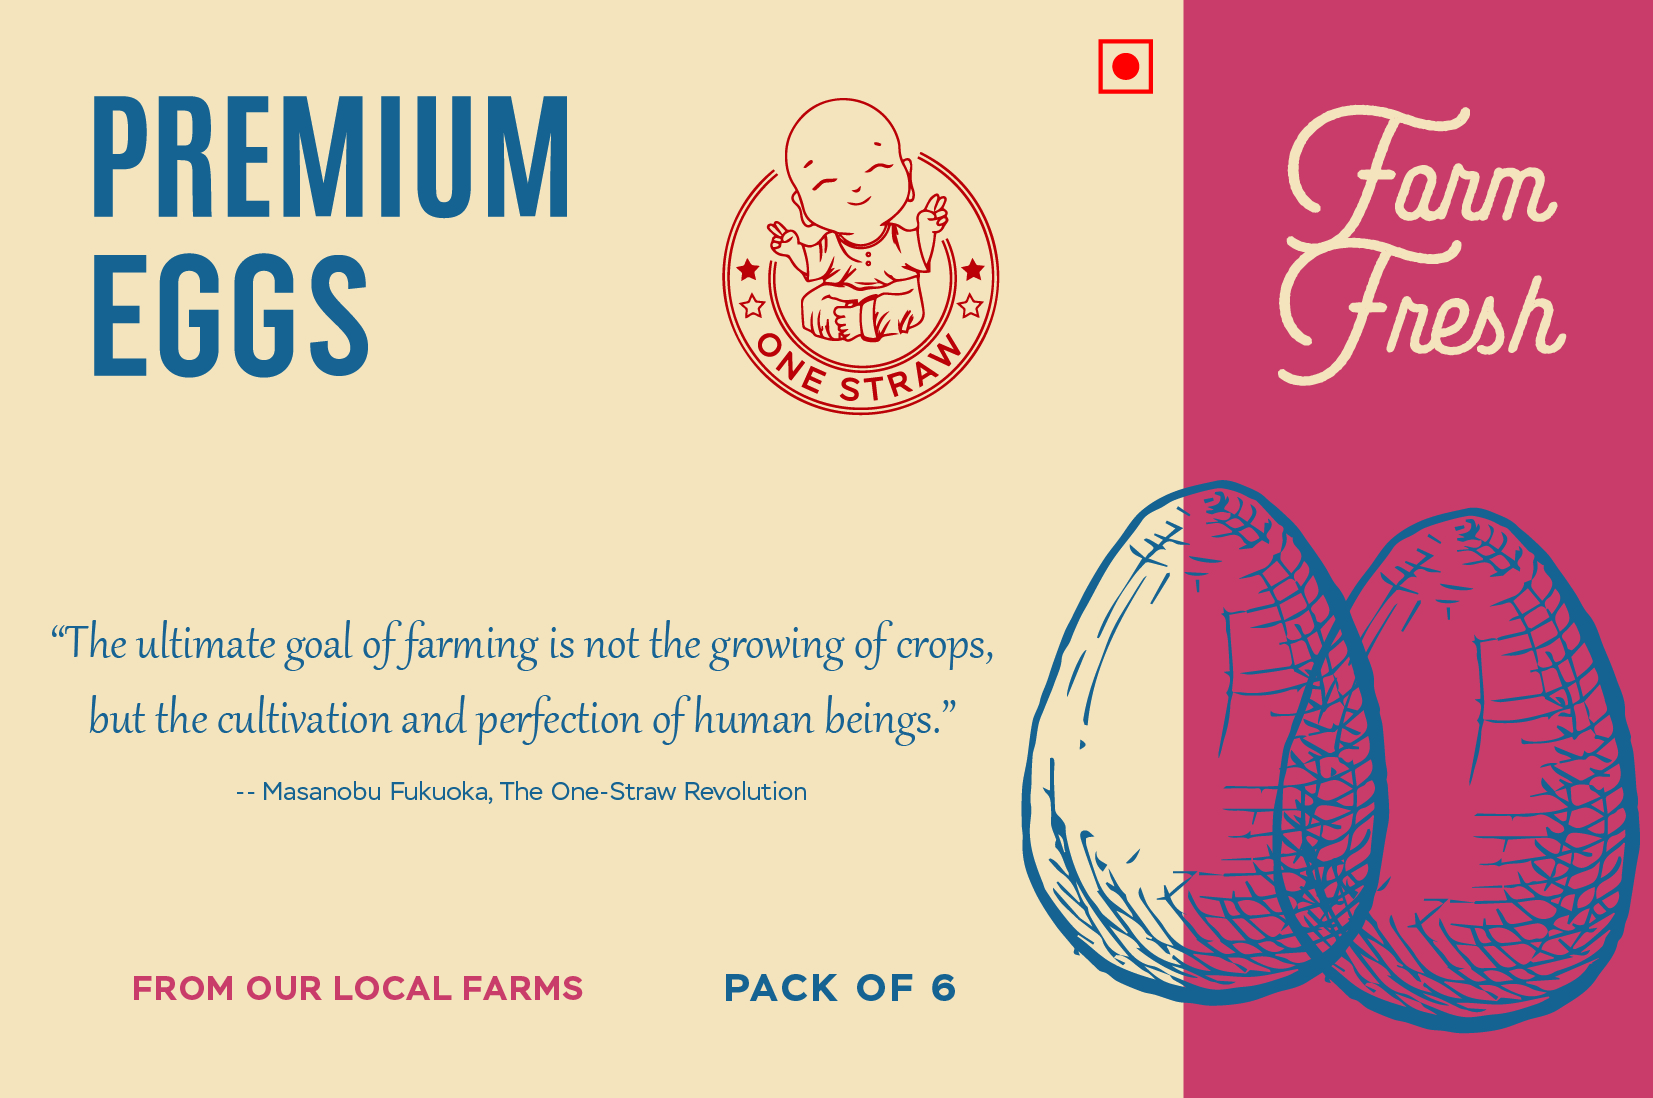 PREMIUM
EGGS
ONE STRAW
Farm
Fresh
“The ultimate goal of farming is not the growing of crops,
but the cultivation and perfection of human beings.”
-- Masanobu Fukuoka, The One-Straw Revolution
FROM OUR LOCAL FARMS
PACK OF 6